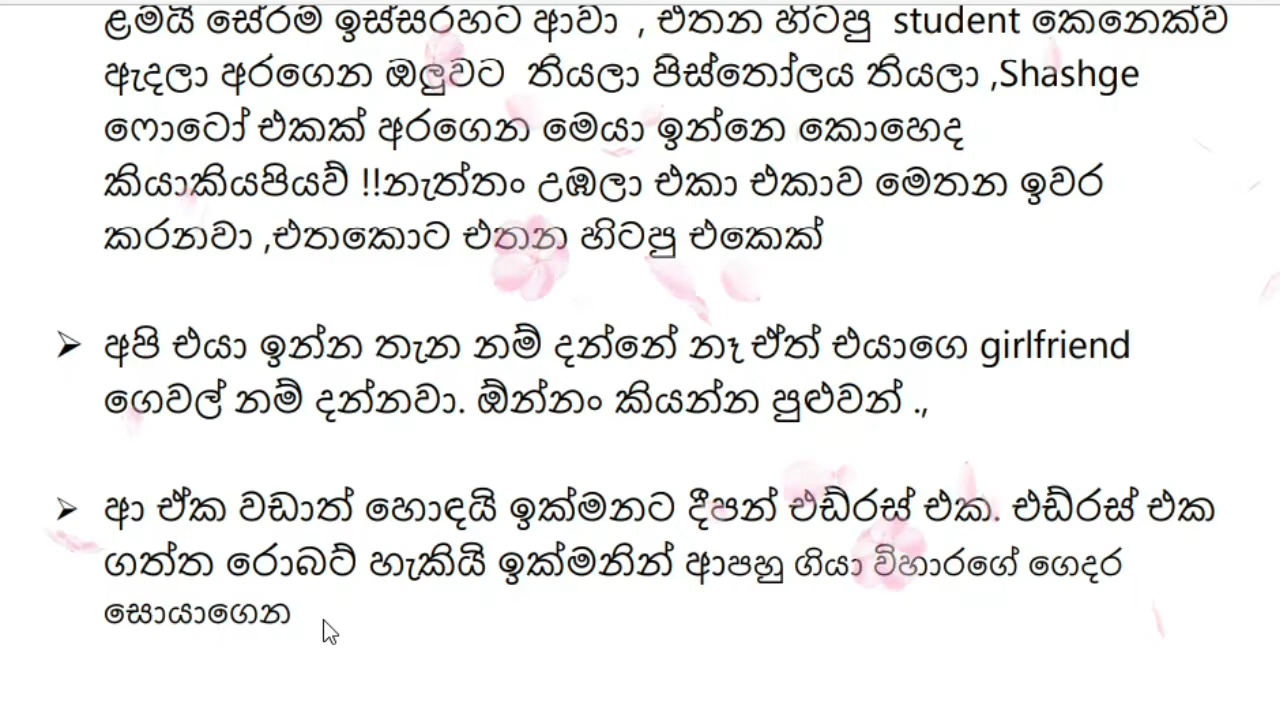 ළමයි සේරම ඉස්සරහට ආවා , එතන හිටපු student කෙනෙක්ව
ඇදලා අරගෙන ඔලුවට තියලා පිස්තෝලය තියලා ,Shashge
ෆොටෝ එකක් අරගෙන මෙයා ඉන්නෙ කොහෙද
කියාකියපියව් !!නැත්තං උඹලා එකා එකාව මෙතන ඉවර
කරනවා ,එතකොට එතන හිටපු එකෙක්
➢ අපි එයා ඉන්න තැන නම් දන්නේ නෑ ඒත් එයාගෙ girlfriend
ගෙවල් නම් දන්නවා. ඕන්නං කියන්න පුළුවන් .,
➢ ආ ඒක වඩාත් හොඳයි ඉක්මනට දීපන් එඩ්රස් එක. එඩ්රස් එක
ගත්ත රොබට් හැකියි ඉක්මනින් ආපහු ගියා විහාරගේ ගෙදර
සොයාගෙන